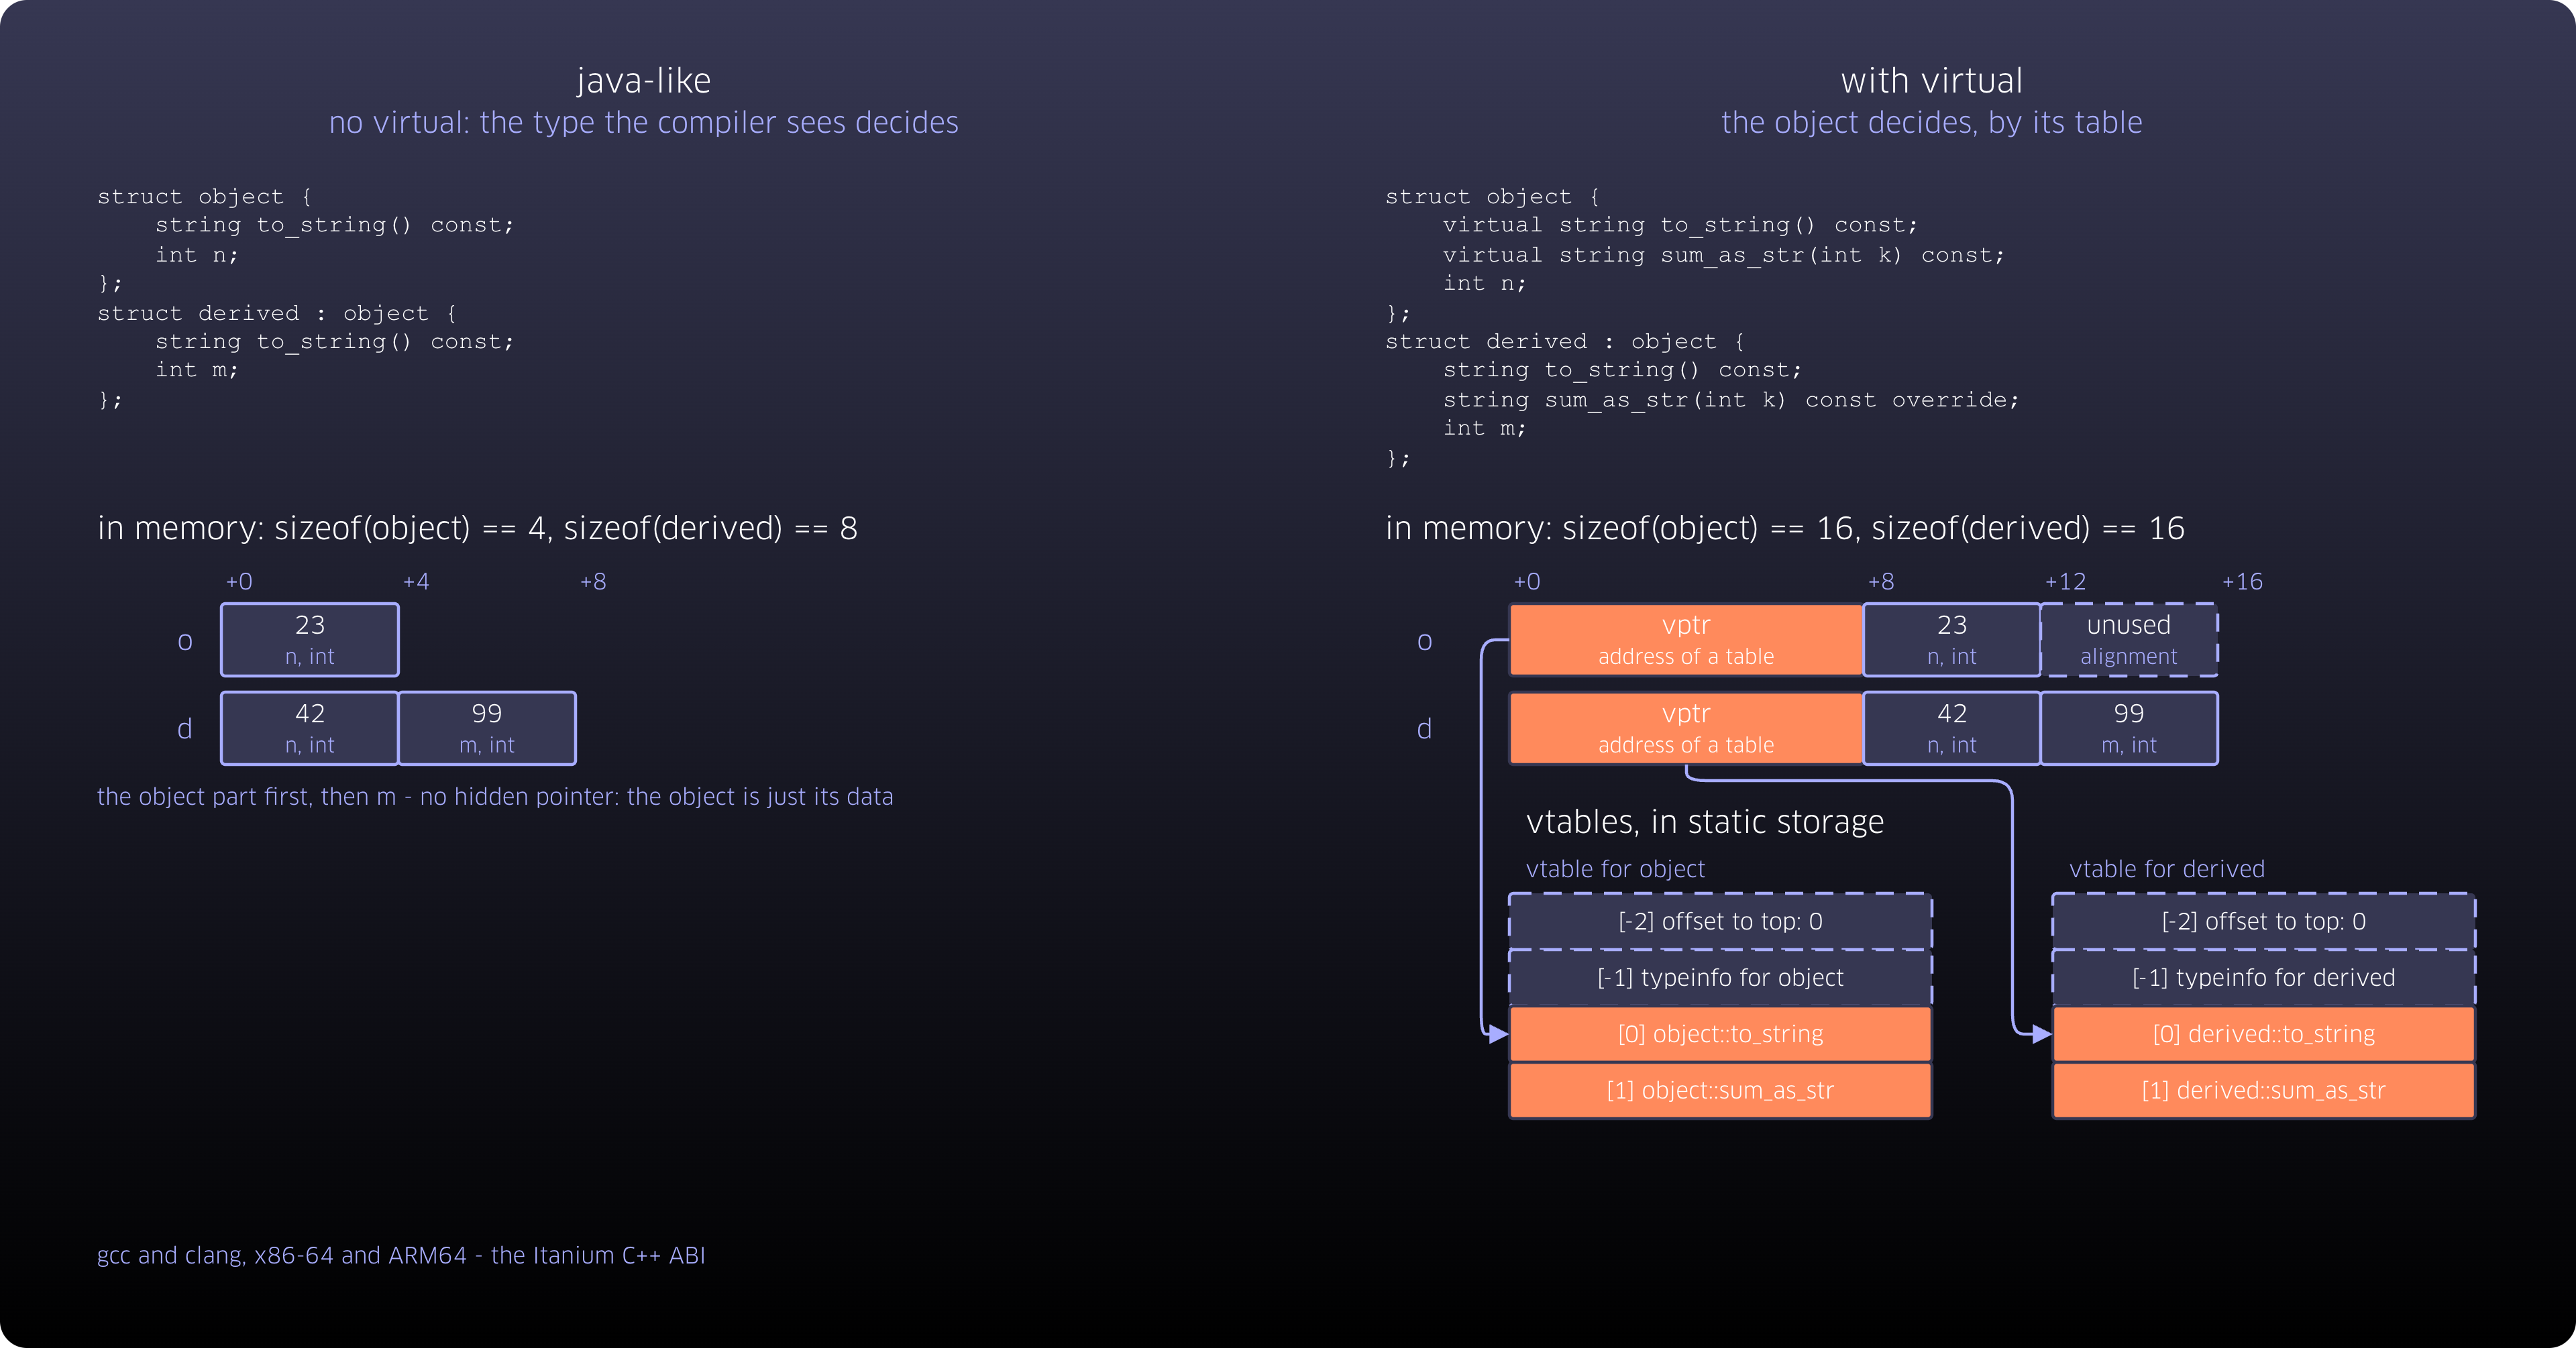 java-like
no virtual: the type the compiler sees decides
struct object {
    string to_string() const;
    int n;
};
struct derived : object {
    string to_string() const;
    int m;
};
in memory: sizeof(object) == 4, sizeof(derived) == 8
+0 +4 +8
o
23
n, int
d
42 99
n, int m, int
the object part first, then m - no hidden pointer: the object is just its data
with virtual
the object decides, by its table
struct object {
    virtual string to_string() const;
    virtual string sum_as_str(int k) const;
    int n;
};
struct derived : object {
    string to_string() const;
    string sum_as_str(int k) const override;
    int m;
};
in memory: sizeof(object) == 16, sizeof(derived) == 16
+0 +8 +12 +16
o
vptr 23 unused
address of a table n, int alignment
d
vptr 42 99
address of a table n, int m, int
vtables, in static storage
vtable for object
[-2] offset to top: 0
[-1] typeinfo for object
[0] object::to_string
[1] object::sum_as_str
vtable for derived
[-2] offset to top: 0
[-1] typeinfo for derived
[0] derived::to_string
[1] derived::sum_as_str
gcc and clang, x86-64 and ARM64 - the Itanium C++ ABI